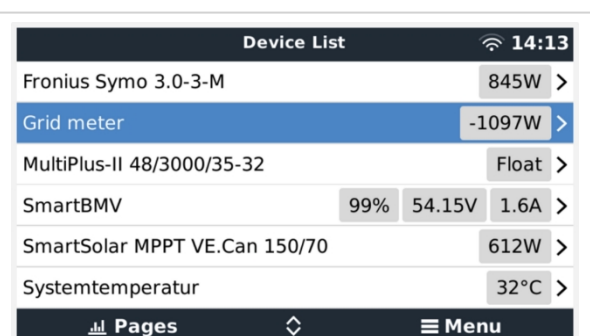 Device List 14:13
Fronius Symo 3.0-3-M 845W >
Grid meter -1097W >
MultiPlus-II 48/3000/35-32 Float >
SmartBMV 99% 54.15V 1.6A >
SmartSolar MPPT VE.Can 150/70 612W >
Systemtemperatur 32°C >
Pages Menu